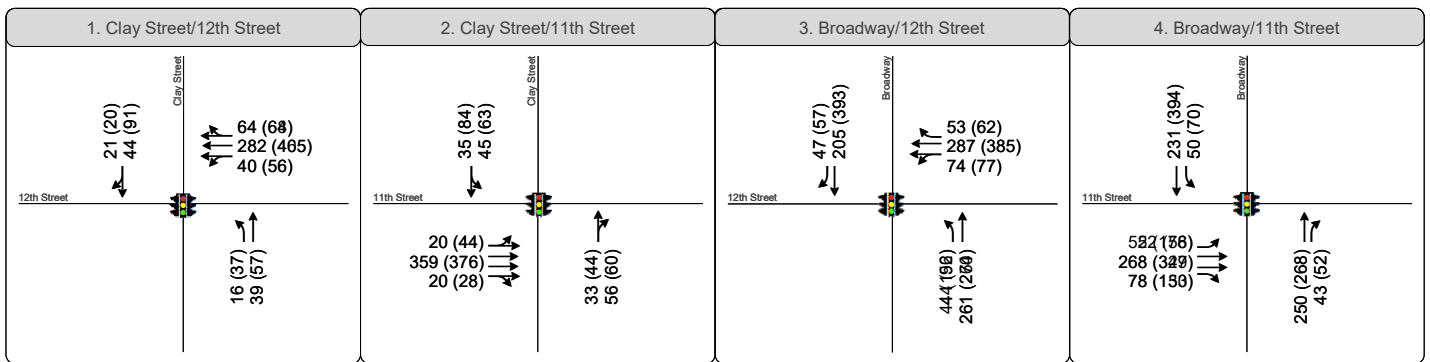 1. Clay Street/12th Street
Clay Street
12th Street
21 (20)
44 (91)
64
282
40 (56)
16 (37)
39 (57)
2. Clay Street/11th Street
Clay Street
11th Street
35 (84)
45 (63)
20 (44)
359 (376)
20 (28)
33 (44)
56 (60)
3. Broadway/12th Street
Broadway
12th Street
47 (57)
205 (393)
53 (62)
287 (385)
74 (77)
261
4. Broadway/11th Street
Broadway
11th Street
231 (394)
50 (70)
268
78
250 (268)
43 (52)